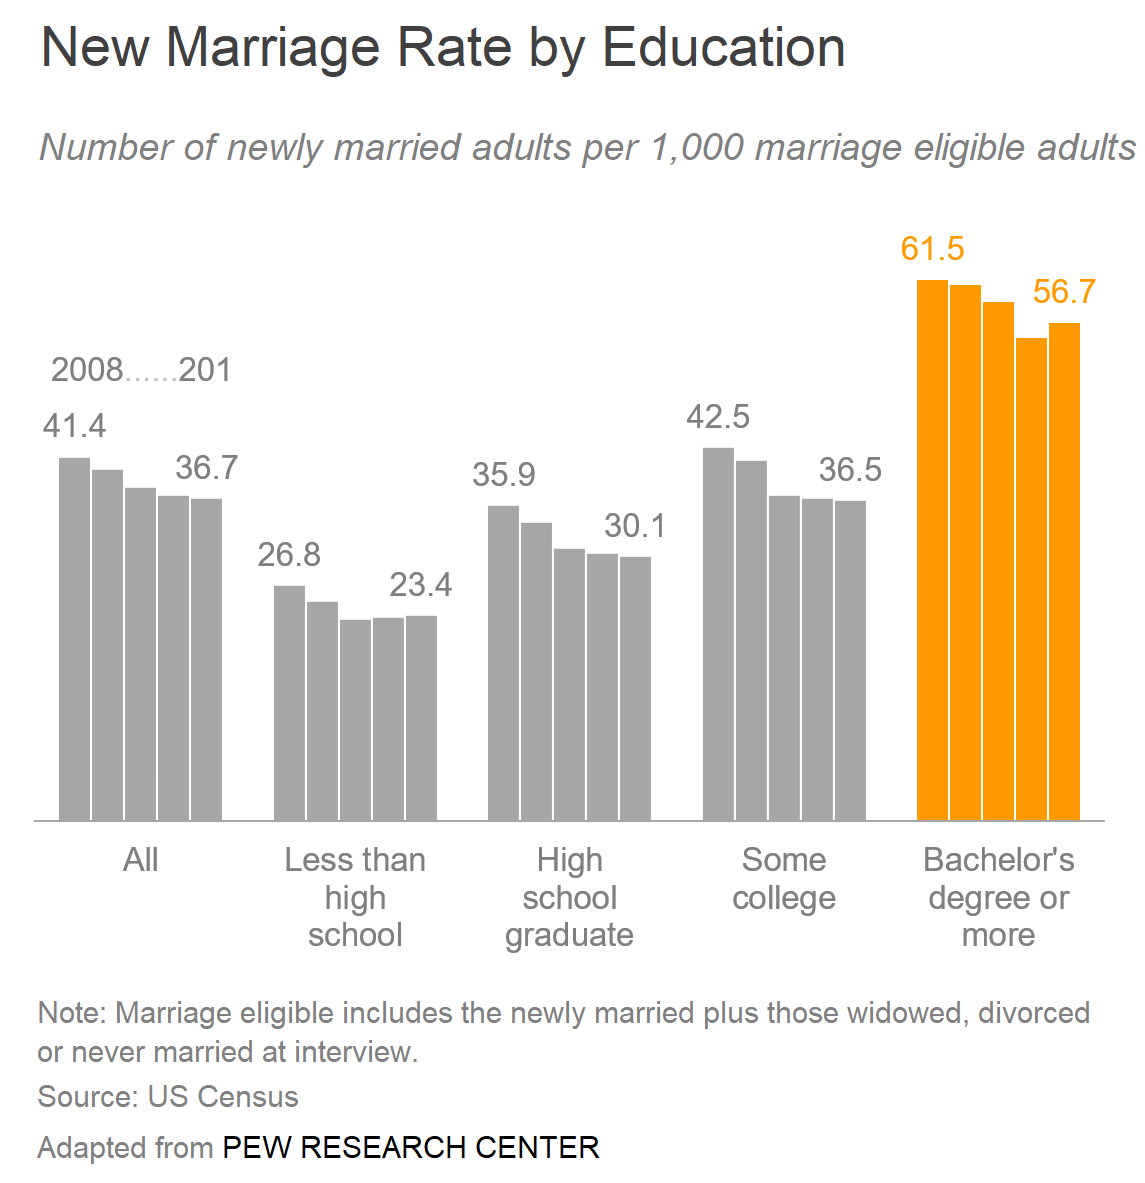 New Marriage Rate by Education
Number of newly married adults per 1,000 marriage eligible adults
61.5
56.7
2008......201
41.4
36.7
42.5
36.5
35.9
30.1
26.8
23.4
All
Less than
high
school
High
school
graduate
Some
college
Bachelor's
degree or
more
Note: Marriage eligible includes the newly married plus those widowed, divorced
or never married at interview.
Source: US Census
Adapted from PEW RESEARCH CENTER